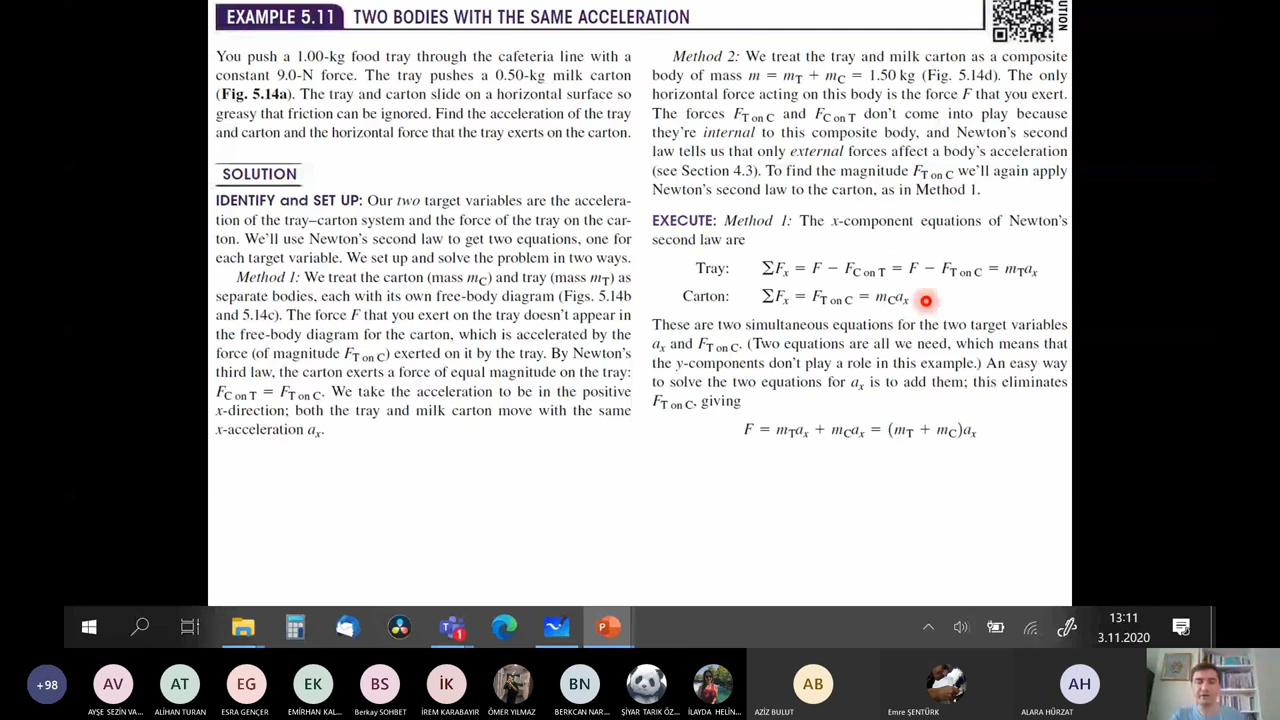 EXAMPLE 5.11 TWO BODIES WITH THE SAME ACCELERATION
UTION
You push a 1.00-kg food tray through the cafeteria line with a
constant 9.0-N force. The tray pushes a 0.50-kg milk carton
(Fig. 5.14a). The tray and carton slide on a horizontal surface so
greasy that friction can be ignored. Find the acceleration of the tray
and carton and the horizontal force that the tray exerts on the carton.
SOLUTION
IDENTIFY and SET UP: Our two target variables are the accelera-
tion of the tray–carton system and the force of the tray on the car-
ton. We'll use Newton's second law to get two equations, one for
each target variable. We set up and solve the problem in two ways.
Method 1: We treat the carton (mass mC) and tray (mass mT) as
separate bodies, each with its own free-body diagram (Figs. 5.14b
and 5.14c). The force F that you exert on the tray doesn't appear in
the free-body diagram for the carton, which is accelerated by the
force (of magnitude FT on C) exerted on it by the tray. By Newton's
third law, the carton exerts a force of equal magnitude on the tray:
FC on T = FT on C. We take the acceleration to be in the positive
x-direction; both the tray and milk carton move with the same
x-acceleration ax.
Method 2: We treat the tray and milk carton as a composite
body of mass m = mT + mC = 1.50 kg (Fig. 5.14d). The only
horizontal force acting on this body is the force F that you exert.
The forces FT on C and FC on T don't come into play because
they're internal to this composite body, and Newton's second
law tells us that only external forces affect a body's acceleration
(see Section 4.3). To find the magnitude FT on C we'll again apply
Newton's second law to the carton, as in Method 1.
EXECUTE: Method 1: The x-component equations of Newton's
second law are
Tray: ΣFx = F − FC on T = F − FT on C = mTax
Carton: ΣFx = FT on C = mCax
These are two simultaneous equations for the two target variables
ax and FT on C. (Two equations are all we need, which means that
the y-components don't play a role in this example.) An easy way
to solve the two equations for ax is to add them; this eliminates
FT on C, giving
F = mTax + mCax = (mT + mC)ax
1
13:11
3.11.2020
+98 AV AT EG EK BS İK BN AB AH
AYŞE SEZİN VA... ALİHAN TURAN ESRA GENÇER EMİRHAN KAL... Berkay SOHBET İREM KARABAYIR ÖMER YILMAZ BERKCAN NAR... ŞİYAR TARIK ÖZ... İLAYDA HELİN... AZİZ BULUT Emre ŞENTÜRK ALARA HÜRZAT